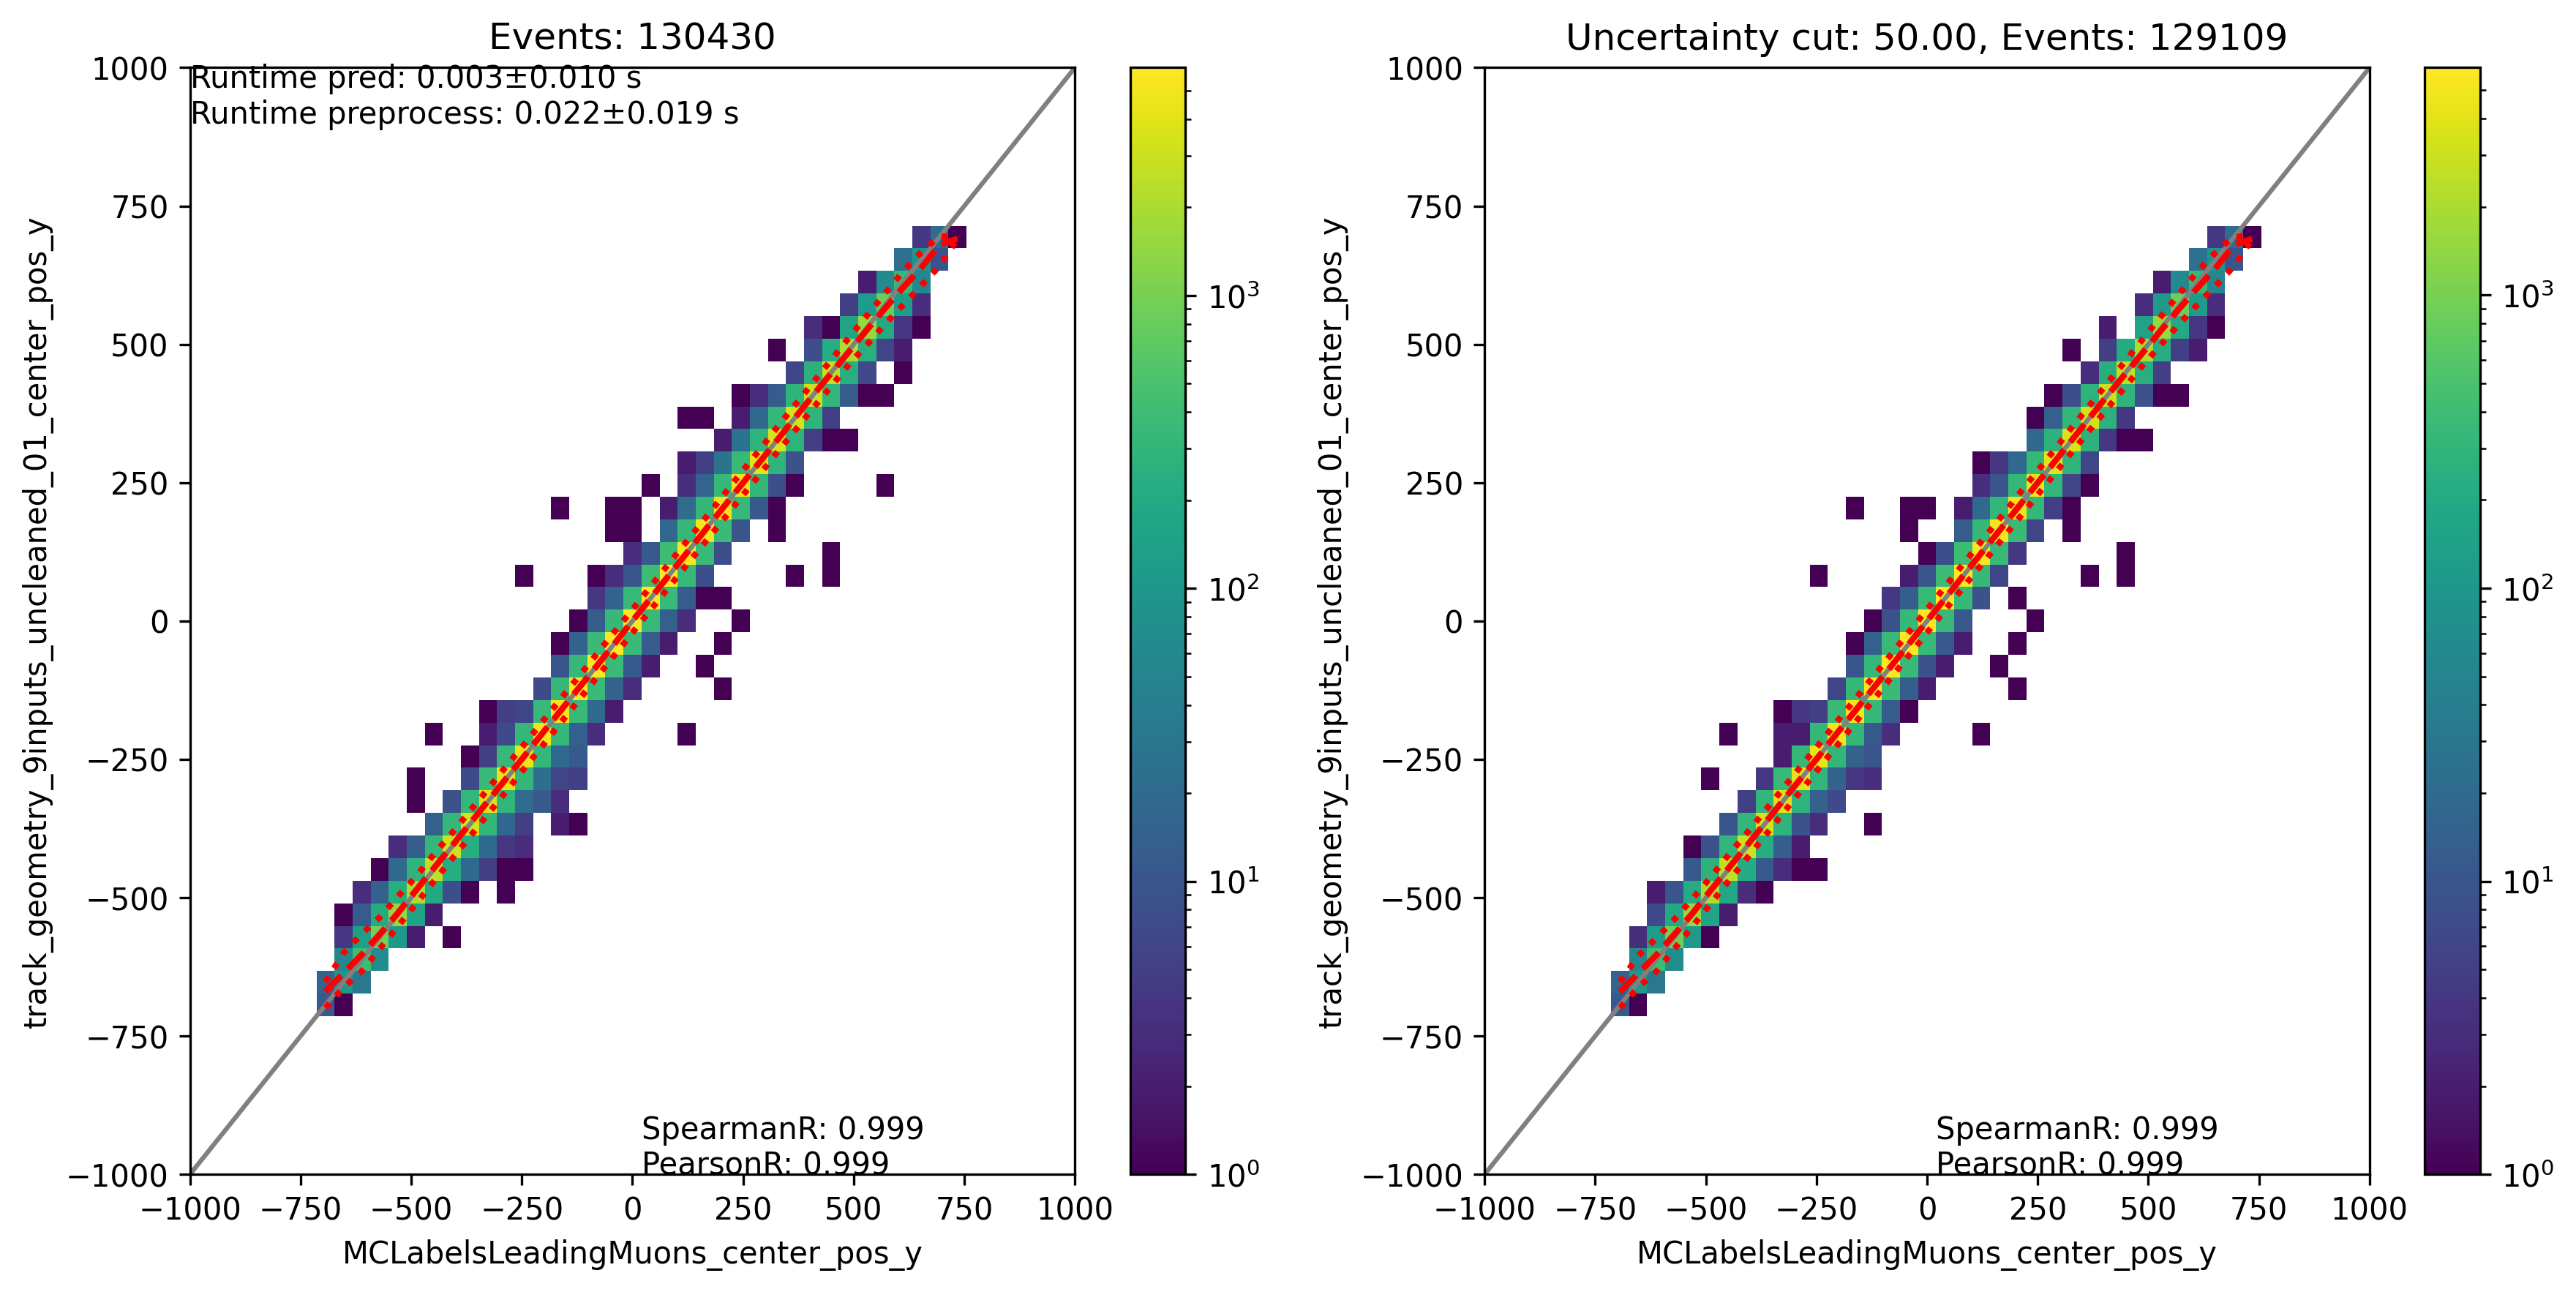 Events: 130430
Runtime pred: 0.003±0.010 s
Runtime preprocess: 0.022±0.019 s
1000
750
500
250
0
−250
−500
−750
−1000
track_geometry_9inputs_uncleaned_01_center_pos_y
SpearmanR: 0.999
PearsonR: 0.999
−1000 −750 −500 −250 0 250 500 750 1000
MCLabelsLeadingMuons_center_pos_y
10³
10²
10¹
10⁰
Uncertainty cut: 50.00, Events: 129109
1000
750
500
250
0
−250
−500
−750
−1000
track_geometry_9inputs_uncleaned_01_center_pos_y
SpearmanR: 0.999
PearsonR: 0.999
−1000 −750 −500 −250 0 250 500 750 1000
MCLabelsLeadingMuons_center_pos_y
10³
10²
10¹
10⁰